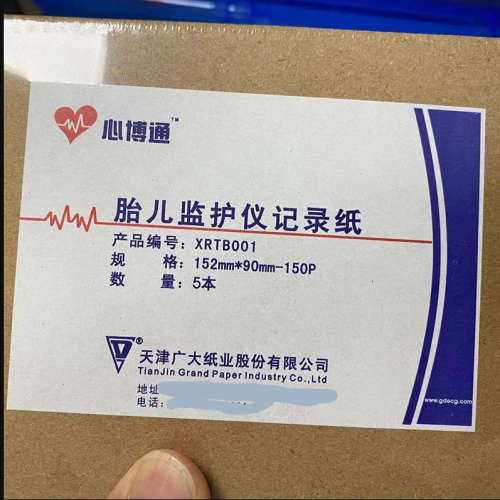 心博通™
胎儿监护仪记录纸
产品编号：XRTB001
规 格：152mm*90mm-150P
数 量：5本
®
天津广大纸业股份有限公司
TianJin Grand Paper Industry Co.,Ltd
地址
电话：
www.gdecg.com